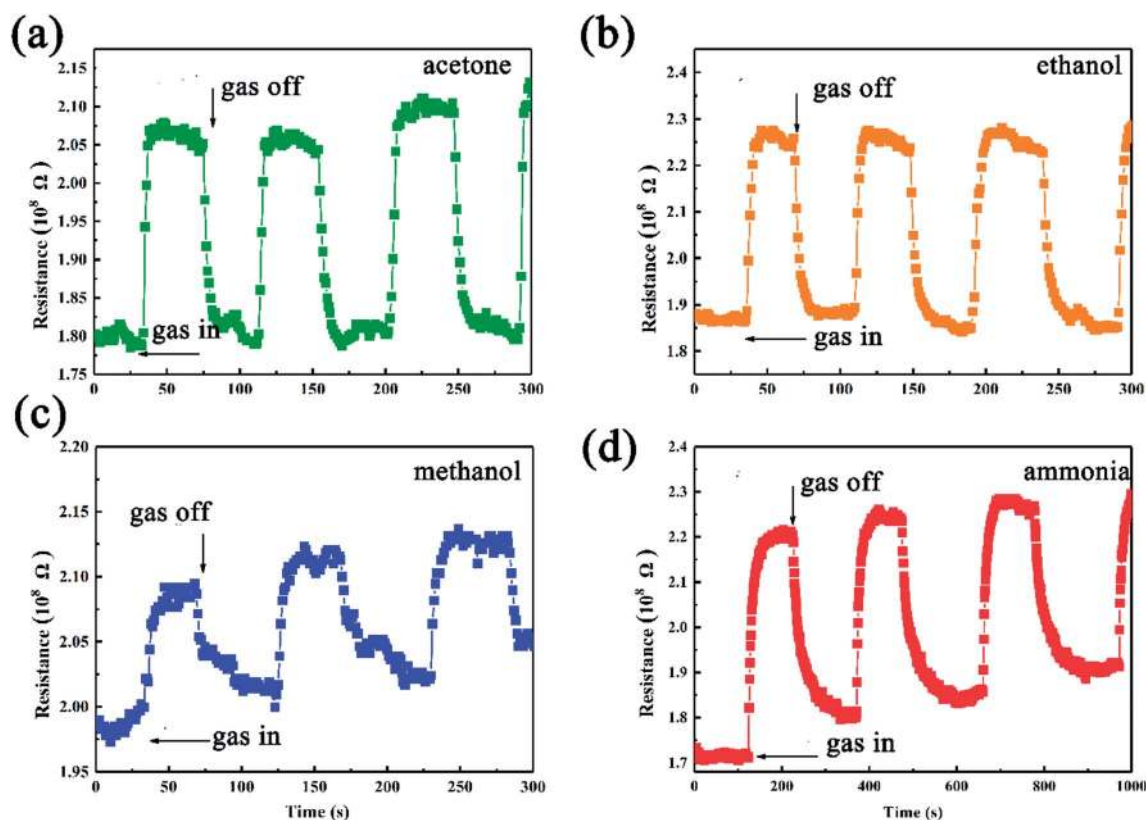 (a)
acetone
gas off
gas in
Resistance (10⁸ Ω)
2.15
2.10
2.05
2.00
1.95
1.90
1.85
1.80
1.75
0 50 100 150 200 250 300
(b)
ethanol
gas off
gas in
Resistance (10⁸ Ω)
2.4
2.3
2.2
2.1
2.0
1.9
1.8
0 50 100 150 200 250 300
(c)
methanol
gas off
gas in
Resistance (10⁸ Ω)
2.20
2.15
2.10
2.05
2.00
1.95
0 50 100 150 200 250 300
Time (s)
(d)
ammonia
gas off
gas in
Resistance (10⁸ Ω)
2.4
2.3
2.2
2.1
2.0
1.9
1.8
1.7
0 200 400 600 800 1000
Time (s)